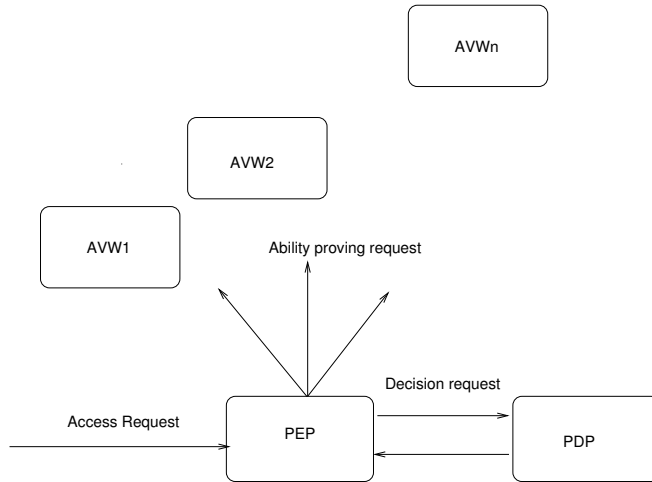 AVWn
AVW2
AVW1
Ability proving request
Decision request
Access Request
PEP
PDP